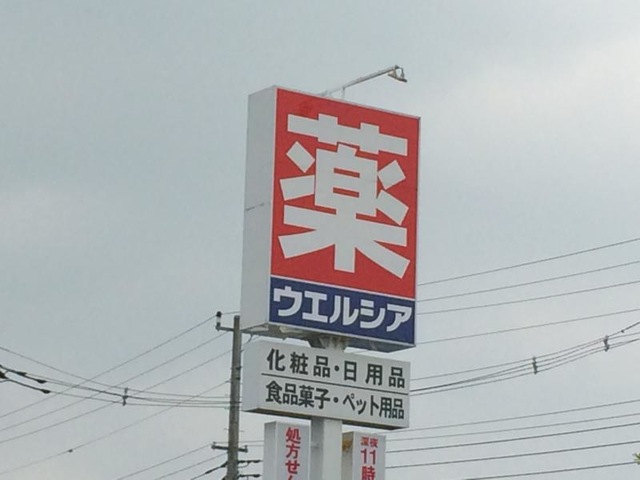 薬
ウエルシア
化粧品・日用品
食品菓子・ペット用品
処方せん
深夜
11時